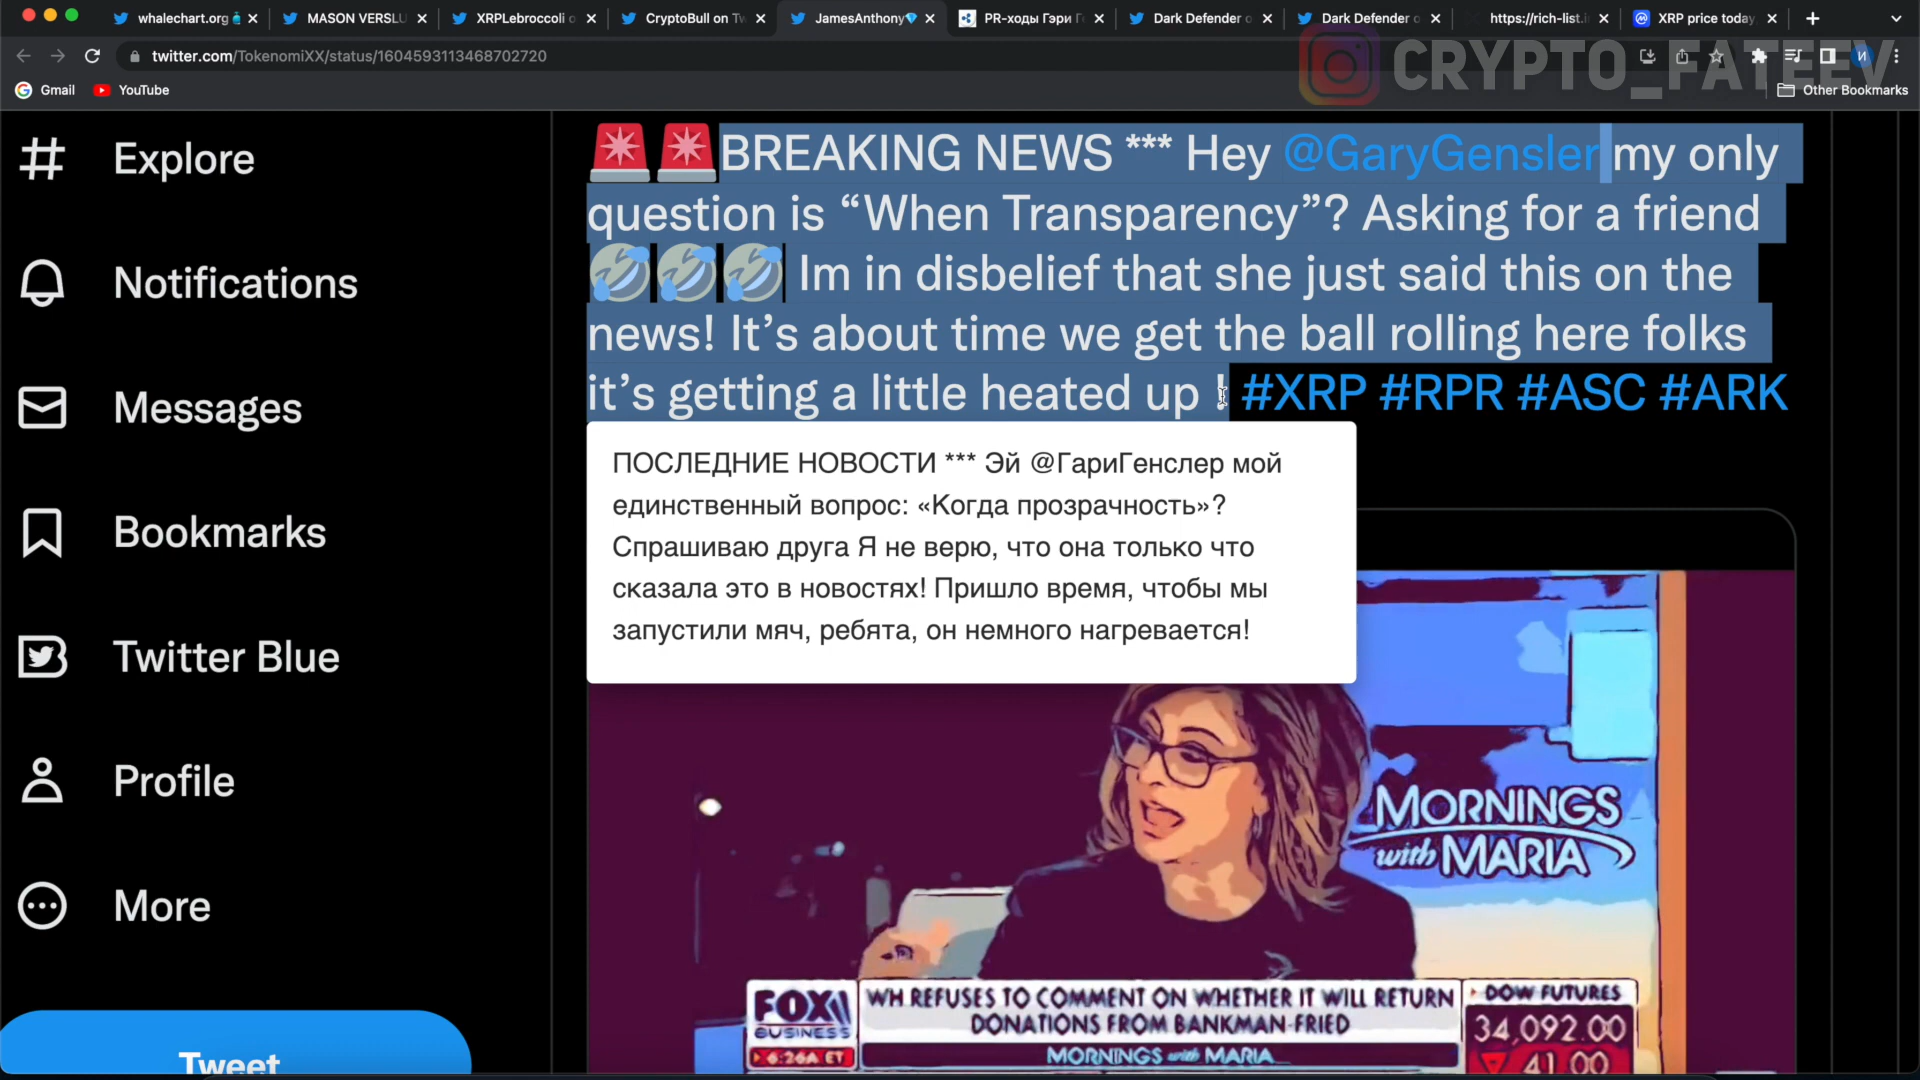 whalechart.org
MASON VERSLU
XRPLebroccoli o
CryptoBull on Tw
JamesAnthony
PR-ходы Гэри Г
Dark Defender o
Dark Defender o
https://rich-list.i
XRP price today,
twitter.com/TokenomiXX/status/1604593113468702720
И
CRYPTO_FATEEV
Gmail
YouTube
Other Bookmarks
Explore
Notifications
Messages
Bookmarks
Twitter Blue
Profile
More
Tweet
BREAKING NEWS *** Hey @GaryGensler my only
question is “When Transparency”? Asking for a friend
Im in disbelief that she just said this on the
news! It’s about time we get the ball rolling here folks
it’s getting a little heated up ! #XRP #RPR #ASC #ARK
ПОСЛЕДНИЕ НОВОСТИ *** Эй @ГариГенслер мой
единственный вопрос: «Когда прозрачность»?
Спрашиваю друга Я не верю, что она только что
сказала это в новостях! Пришло время, чтобы мы
запустили мяч, ребята, он немного нагревается!
MORNINGS
with MARIA
FOX
BUSINESS
6:26A ET
WH REFUSES TO COMMENT ON WHETHER IT WILL RETURN
DONATIONS FROM BANKMAN-FRIED
MORNINGS with MARIA
DOW FUTURES
34,092.00
41.00